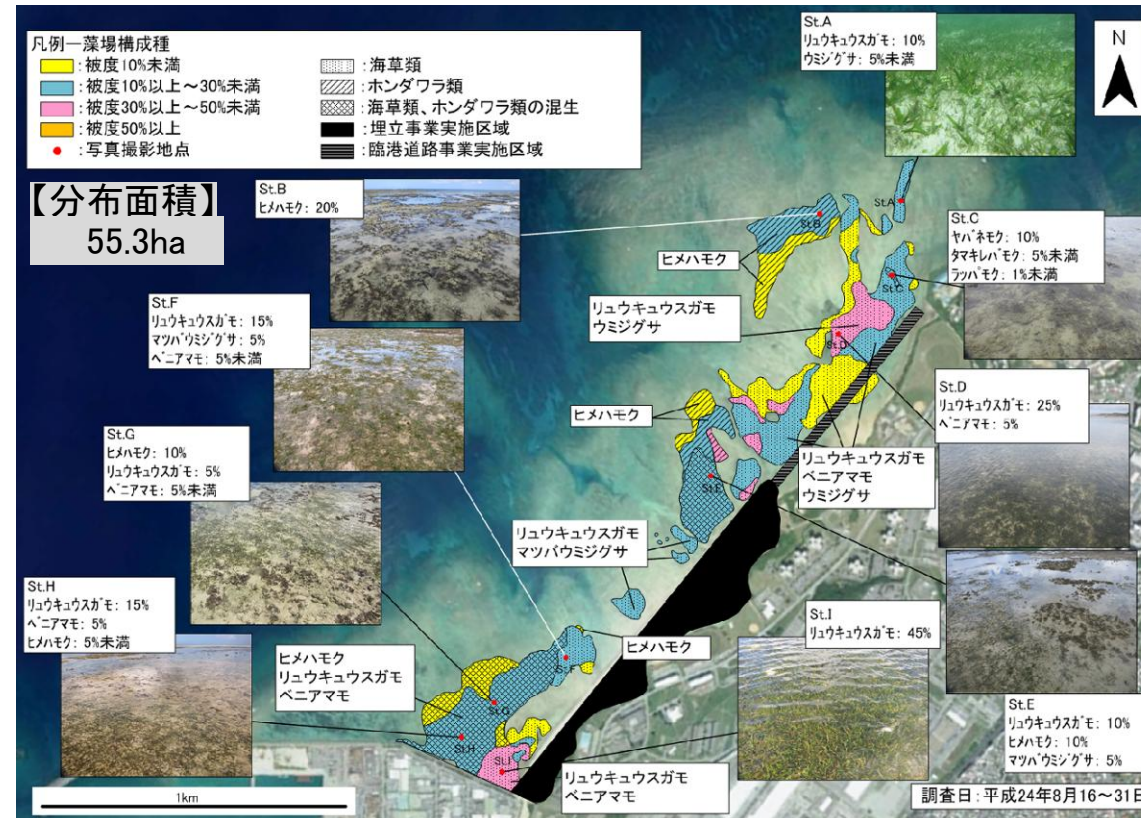 凡例ー藻場構成種
:被度10%未満
:被度10%以上~30%未満
:被度30%以上~50%未満
:被度50%以上
:写真撮影地点
:海草類
:ホンダワラ類
:海草類、ホンダワラ類の混生
:埋立事業実施区域
:臨港道路事業実施区域
【分布面積】
55.3ha
St.A
リュウキュウスガモ: 10%
ウミジグサ: 5%未満
N
St.B
ヒメハモク: 20%
St.C
ヤバネモク: 10%
タマキレバモク: 5%未満
ラッパモク: 1%未満
St.F
リュウキュウスガモ: 15%
マツバウミジグサ: 5%
ベニアマモ: 5%未満
St.D
リュウキュウスガモ: 25%
ベニアマモ: 5%
St.G
ヒメハモク: 10%
リュウキュウスガモ: 5%
ベニアマモ: 5%未満
St.H
リュウキュウスガモ: 15%
ベニアマモ: 5%
ヒメハモク: 5%未満
St.I
リュウキュウスガモ: 45%
St.E
リュウキュウスガモ: 10%
ヒメハモク: 10%
マツバウミジグサ: 5%
ヒメハモク
リュウキュウスガモ
ウミジグサ
ヒメハモク
リュウキュウスガモ
ベニアマモ
ウミジグサ
リュウキュウスガモ
マツバウミジグサ
ヒメハモク
ヒメハモク
リュウキュウスガモ
ベニアマモ
リュウキュウスガモ
ベニアマモ
St.A
St.B
St.C
St.D
St.E
St.F
St.G
St.H
St.I
1km
調査日:平成24年8月16~31日